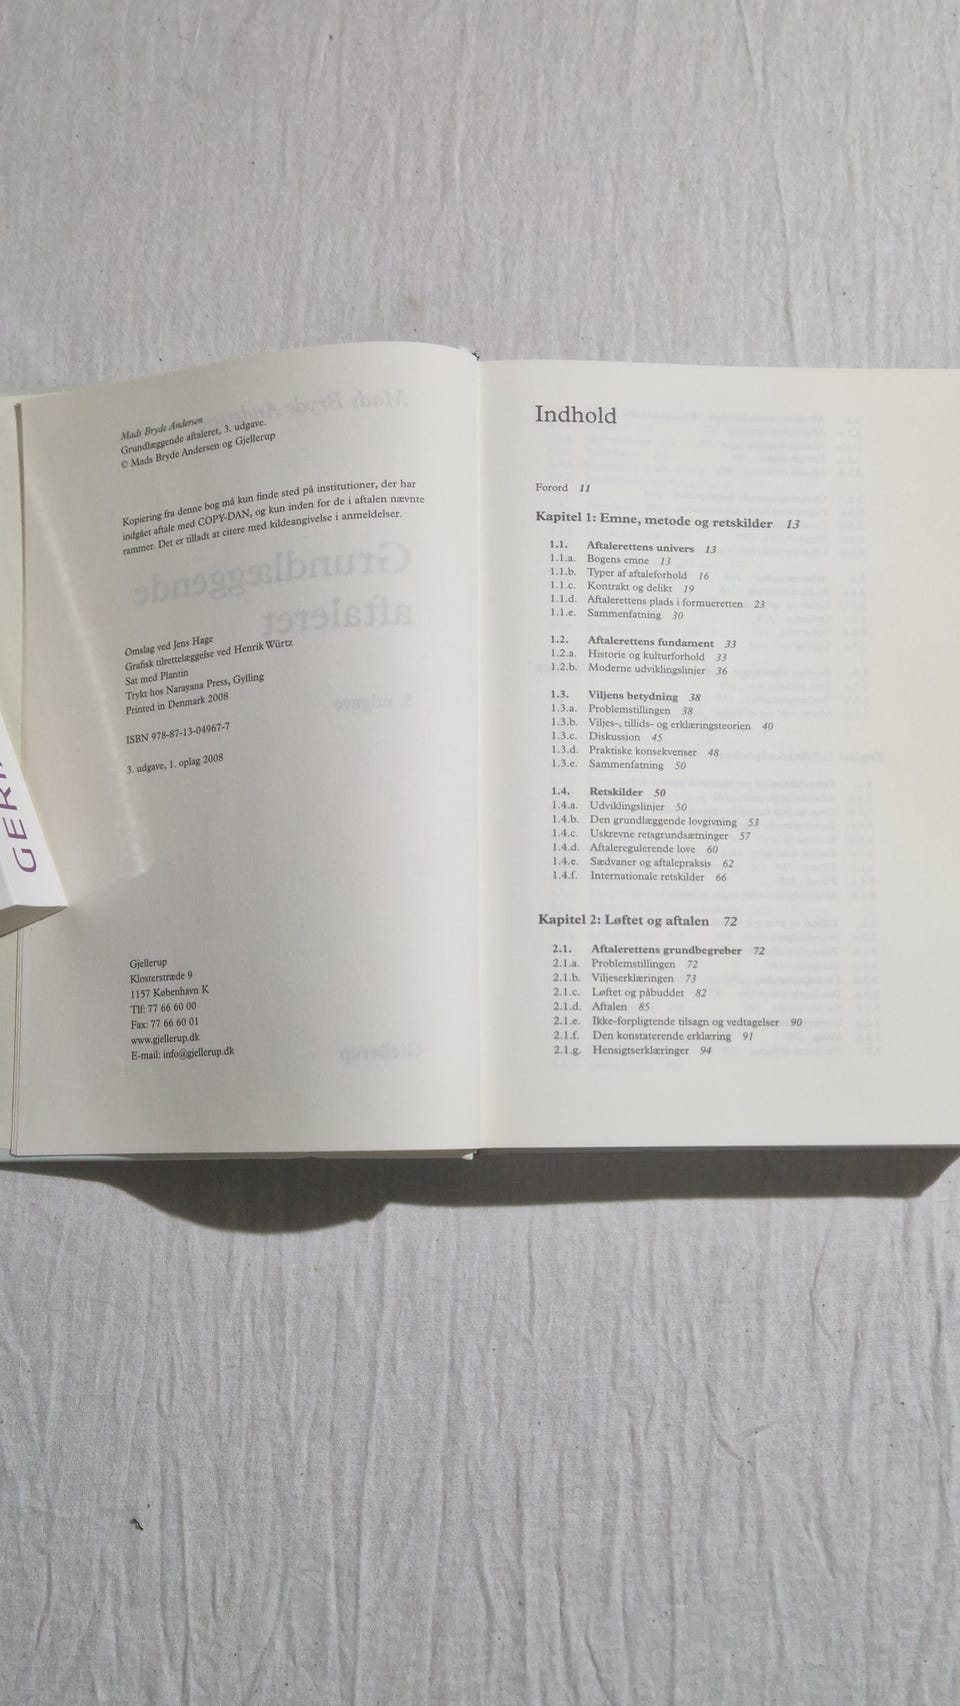 Mads Bryde Andersen
Grundlæggende aftaleret, 3. udgave.
© Mads Bryde Andersen og Gjellerup
Kopiering fra denne bog må kun finde sted på institutioner, der har
indgået aftale med COPY-DAN, og kun inden for de i aftalen nævnte
rammer. Det er tilladt at citere med kildeangivelse i anmeldelser.
Omslag ved Jens Hage
Grafisk tilrettelæggelse ved Henrik Würtz
Sat med Plantin
Trykt hos Narayana Press, Gylling
Printed in Denmark 2008
ISBN 978-87-13-04967-7
3. udgave, 1. oplag 2008
Gjellerup
Klosterstræde 9
1157 København K
Tlf: 77 66 60 00
Fax: 77 66 60 01
www.gjellerup.dk
E-mail: info@gjellerup.dk
Indhold
Forord 11
Kapitel 1: Emne, metode og retskilder 13
1.1. Aftalerettens univers 13
1.1.a. Bogens emne 13
1.1.b. Typer af aftaleforhold 16
1.1.c. Kontrakt og delikt 19
1.1.d. Aftalerettens plads i formueretten 23
1.1.e. Sammenfatning 30
1.2. Aftalerettens fundament 33
1.2.a. Historie og kulturforhold 33
1.2.b. Moderne udviklingslinjer 36
1.3. Viljens betydning 38
1.3.a. Problemstillingen 38
1.3.b. Viljes-, tillids- og erklæringsteorien 40
1.3.c. Diskussion 45
1.3.d. Praktiske konsekvenser 48
1.3.e. Sammenfatning 50
1.4. Retskilder 50
1.4.a. Udviklingslinjer 50
1.4.b. Den grundlæggende lovgivning 53
1.4.c. Uskrevne retsgrundsætninger 57
1.4.d. Aftaleregulerende love 60
1.4.e. Sædvaner og aftalepraksis 62
1.4.f. Internationale retskilder 66
Kapitel 2: Løftet og aftalen 72
2.1. Aftalerettens grundbegreber 72
2.1.a. Problemstillingen 72
2.1.b. Viljeserklæringen 73
2.1.c. Løftet og påbuddet 82
2.1.d. Aftalen 85
2.1.e. Ikke-forpligtende tilsagn og vedtagelser 90
2.1.f. Den konstaterende erklæring 91
2.1.g. Hensigtserklæringer 94